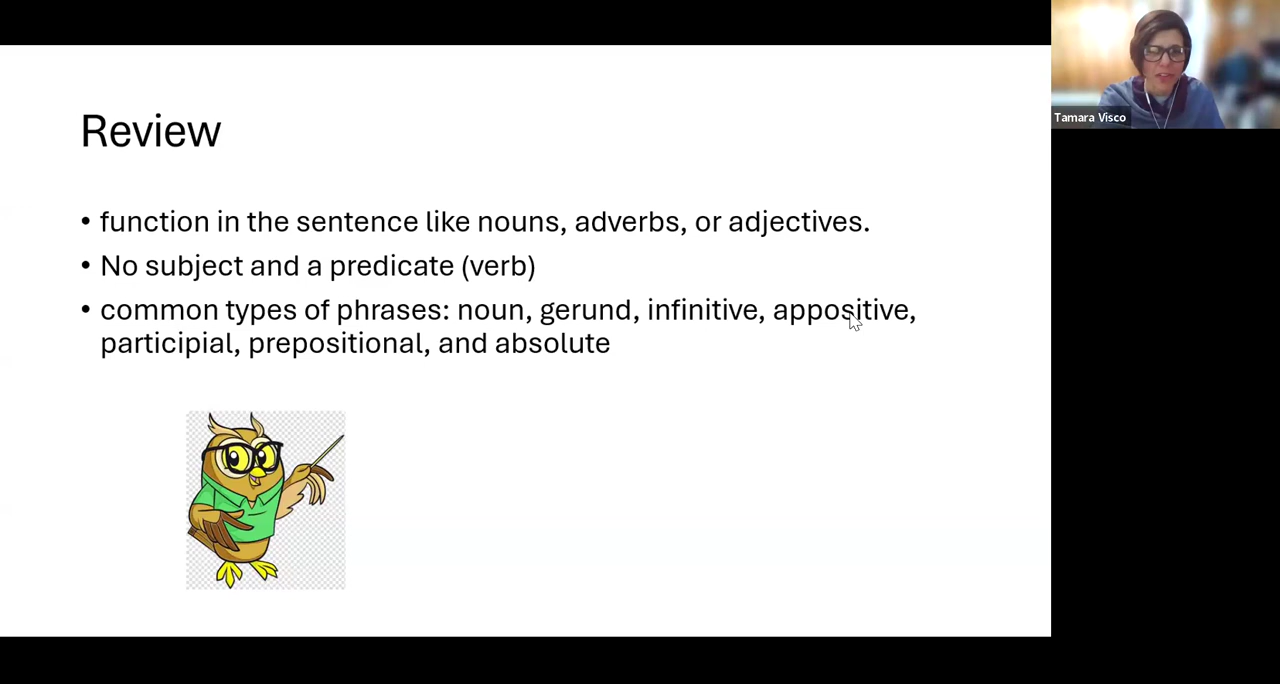 Review
• function in the sentence like nouns, adverbs, or adjectives.
• No subject and a predicate (verb)
• common types of phrases: noun, gerund, infinitive, appositive,
participial, prepositional, and absolute
Tamara Visco